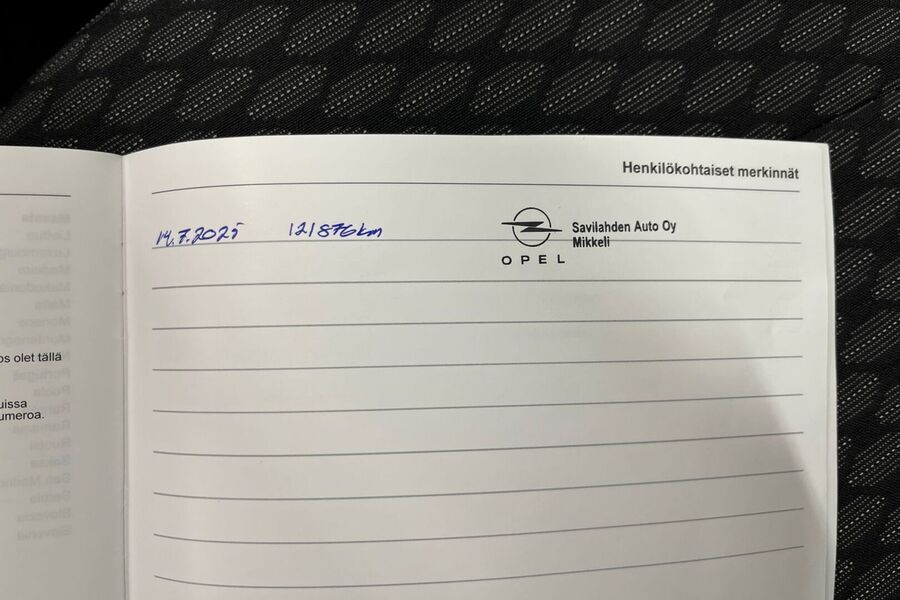 Henkilökohtaiset merkinnät
14.7.2025 121876km
Savilahden Auto Oy
Mikkeli
OPEL
os olet tällä
uissa
umeroa.